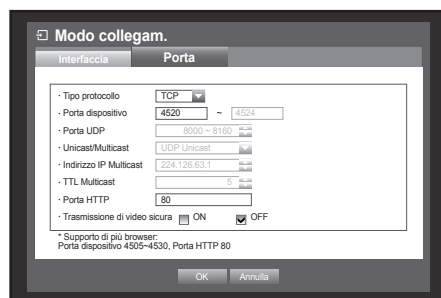 Modo collegam.
Interfaccia Porta
· Tipo protocollo TCP
· Porta dispositivo 4520 ~ 4524
· Porta UDP 8000 ~ 8160
· Unicast/Multicast UDP Unicast
· Indirizzo IP Multicast 224.126.63.1
· TTL Multicast 5
· Porta HTTP 80
· Trasmissione di video sicura ON OFF
* Supporto di più browser:
Porta dispositivo 4505~4530, Porta HTTP 80
OK Annulla